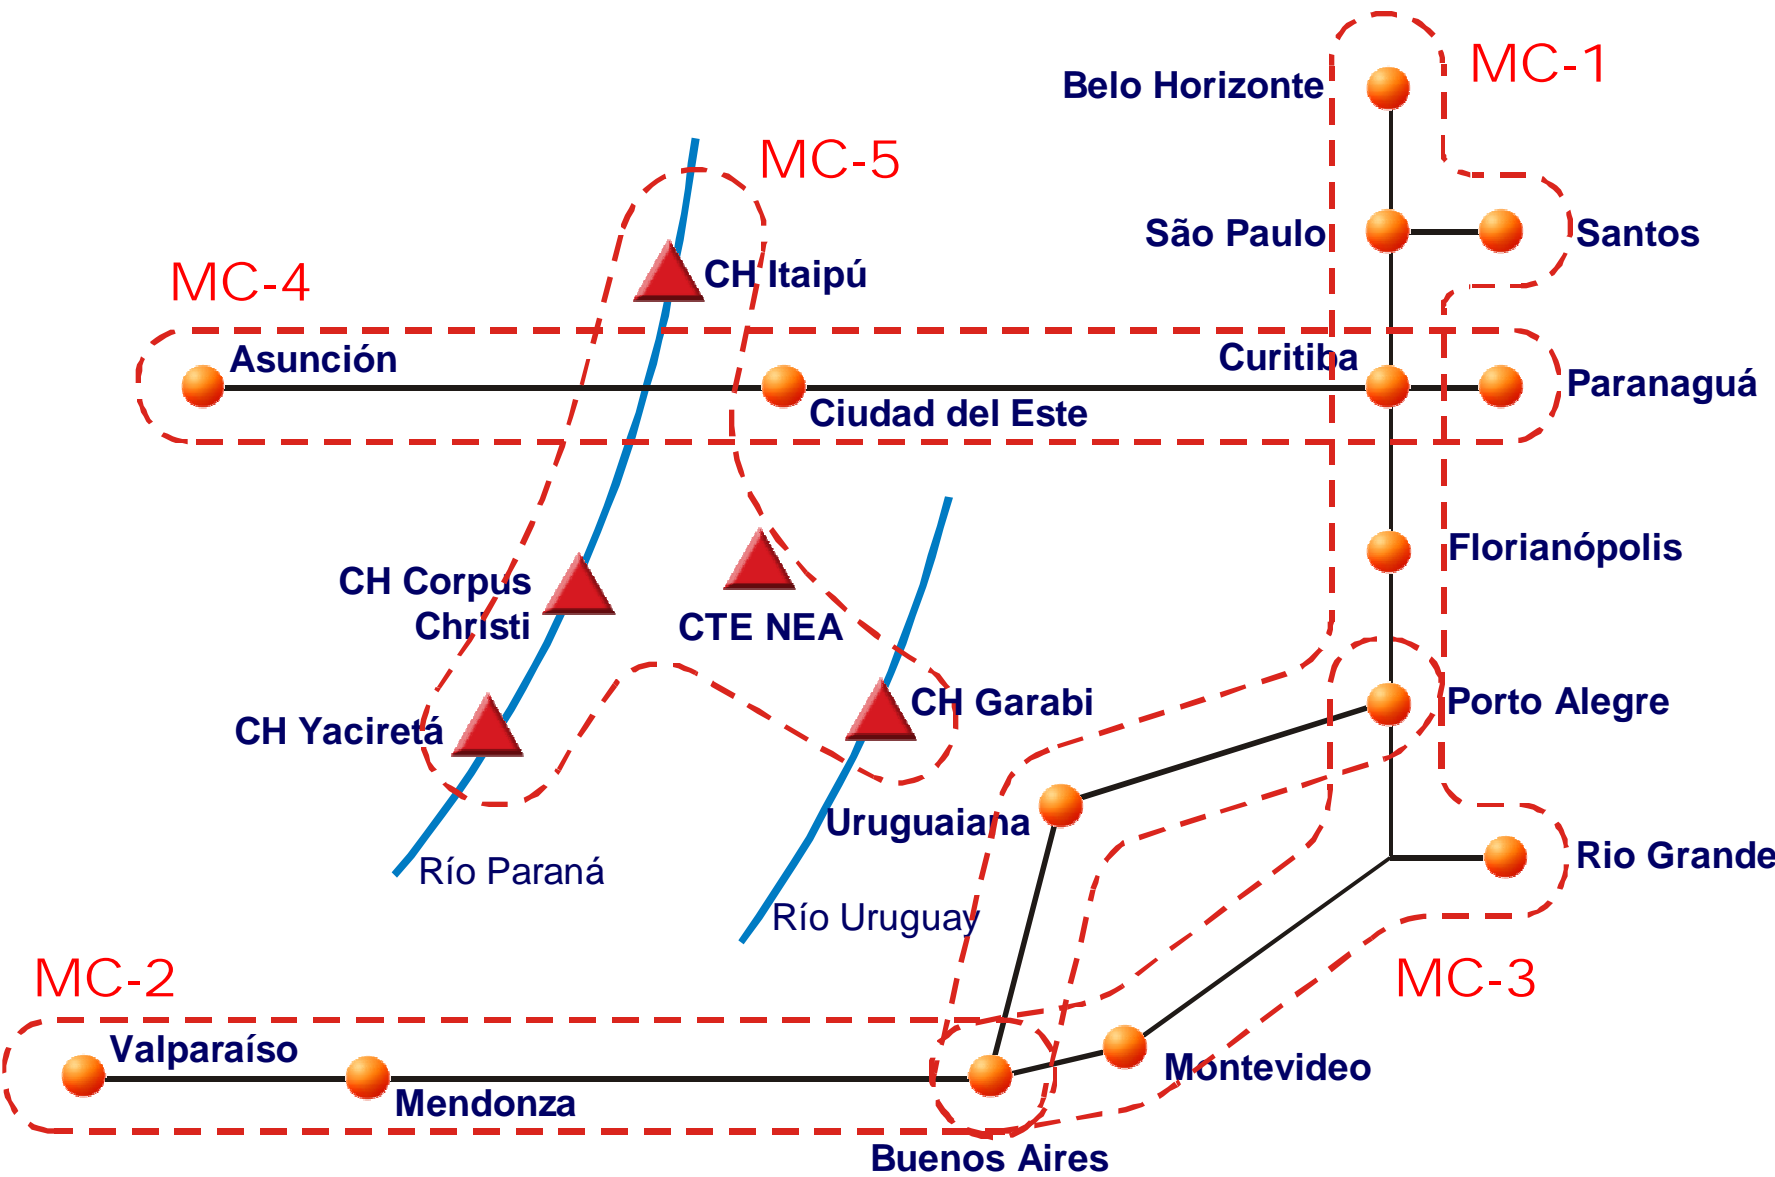 MC-1
Belo Horizonte
MC-5
São Paulo
Santos
CH Itaipú
MC-4
Asunción
Curitiba
Paranaguá
Ciudad del Este
Florianópolis
CH Corpus
Christi
CTE NEA
CH Garabi
Porto Alegre
CH Yaciretá
Uruguaiana
Rio Grande
Río Paraná
Río Uruguay
MC-2
MC-3
Valparaíso
Montevideo
Mendonza
Buenos Aires